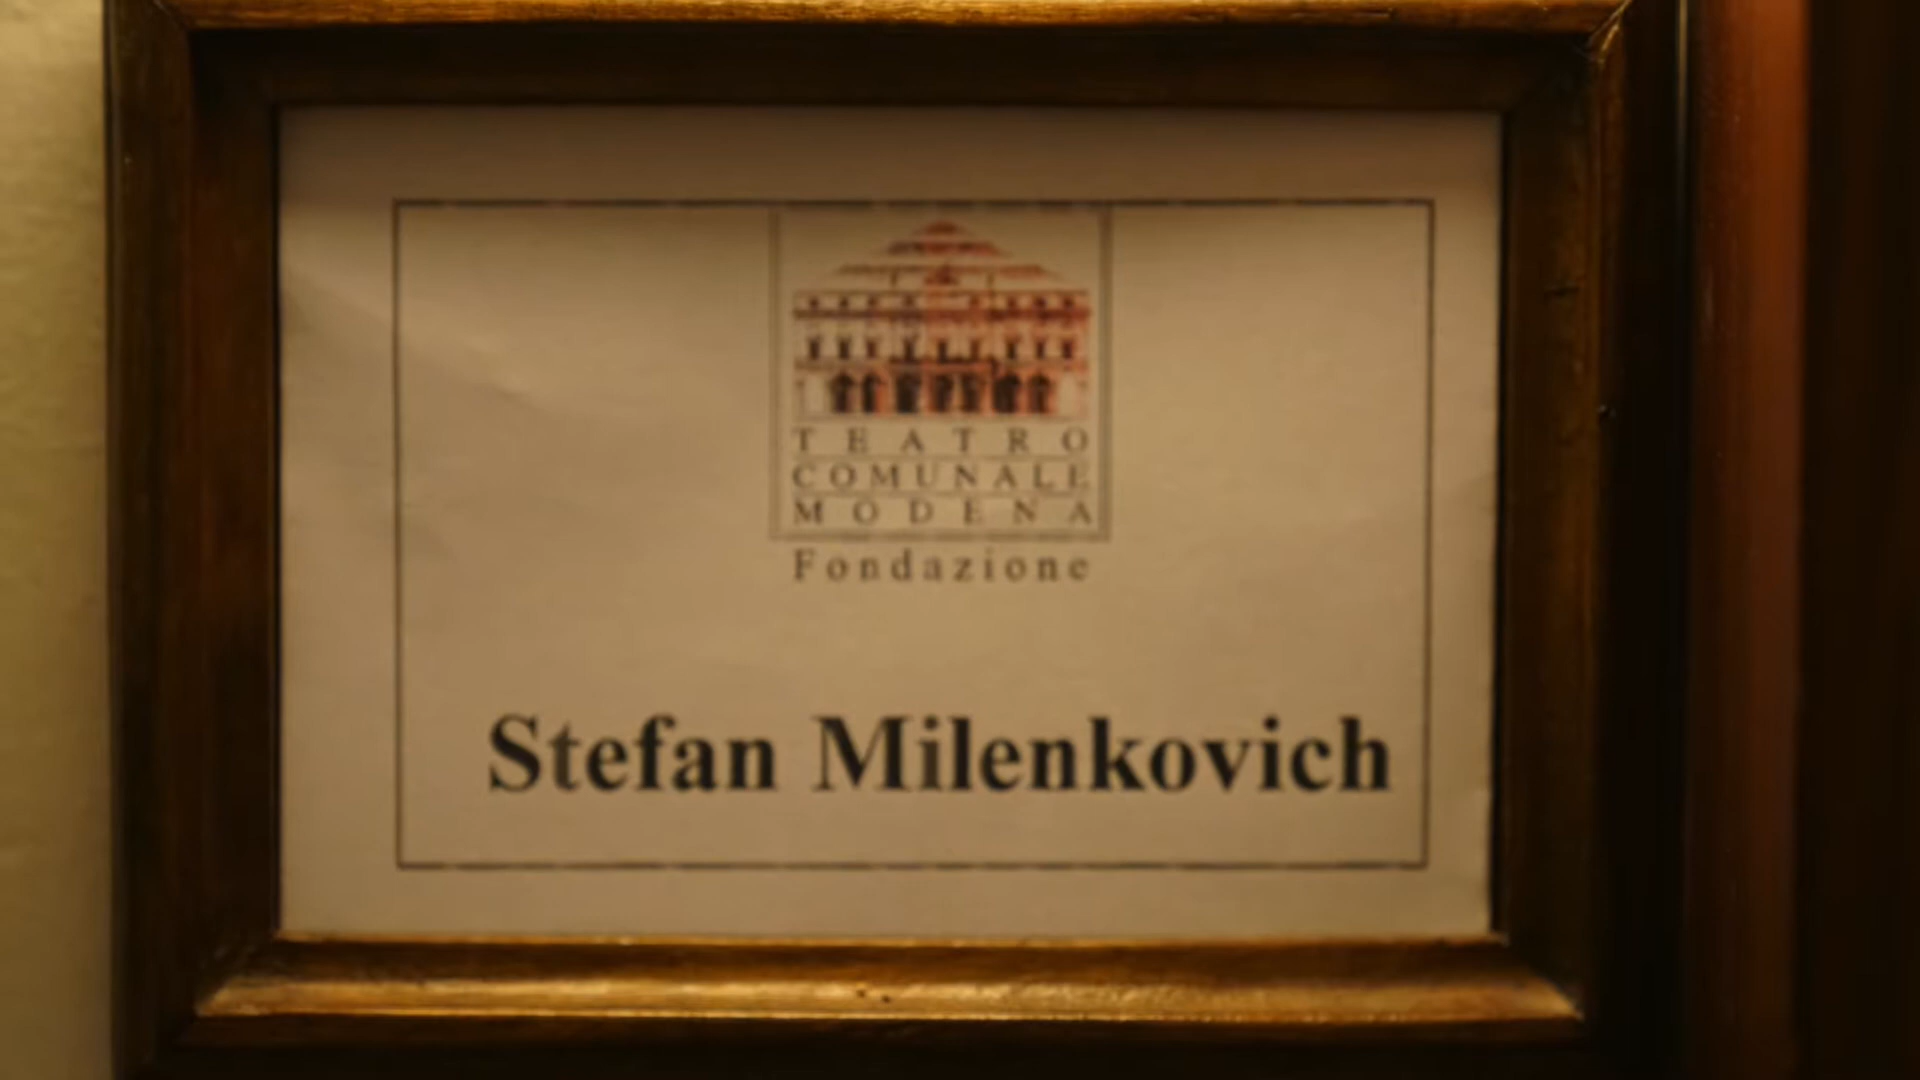 TEATRO
COMUNALE
MODENA
Fondazione
Stefan Milenkovich